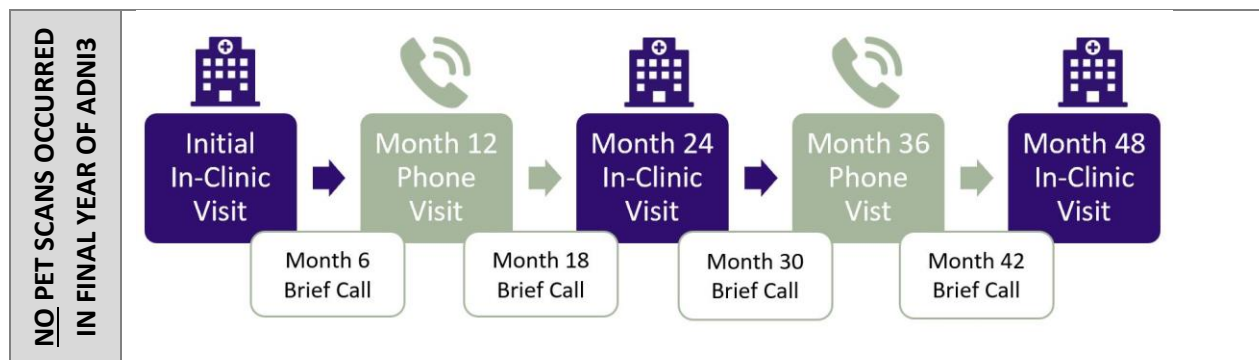 NO PET SCANS OCCURRED
IN FINAL YEAR OF ADNI3
Initial
In-Clinic
Visit
Month 12
Phone
Visit
Month 24
In-Clinic
Visit
Month 36
Phone
Vist
Month 48
In-Clinic
Visit
Month 6
Brief Call
Month 18
Brief Call
Month 30
Brief Call
Month 42
Brief Call